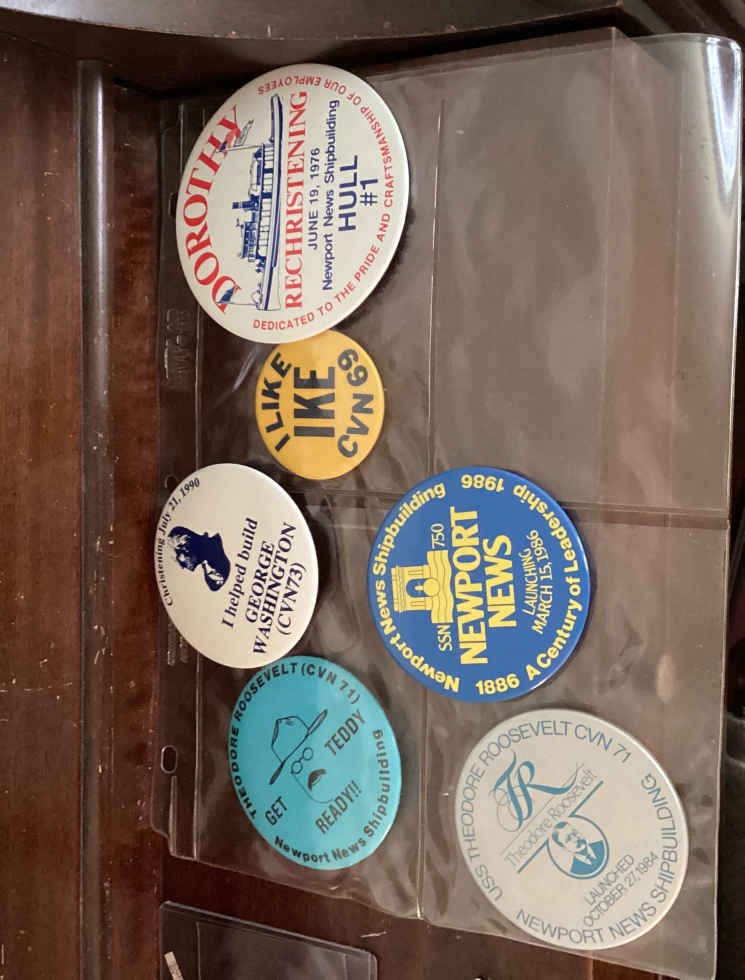 DOROTHY
RECHRISTENING
JUNE 19, 1976
Newport News Shipbuilding
HULL
#1
DEDICATED TO THE PRIDE AND CRAFTSMANSHIP OF OUR EMPLOYEES
I LIKE
IKE
CVN 69
Christening July 21, 1990
I helped build
GEORGE
WASHINGTON
(CVN73)
Newport News Shipbuilding
SSN 750
NEWPORT
NEWS
LAUNCHING
MARCH 15, 1986
1886 A Century of Leadership 1986
THEODORE ROOSEVELT (CVN 71)
GET TEDDY
READY!!
Newport News Shipbuilding
USS THEODORE ROOSEVELT CVN 71
TR
Theodore Roosevelt
LAUNCHED
OCTOBER 27, 1984
NEWPORT NEWS SHIPBUILDING